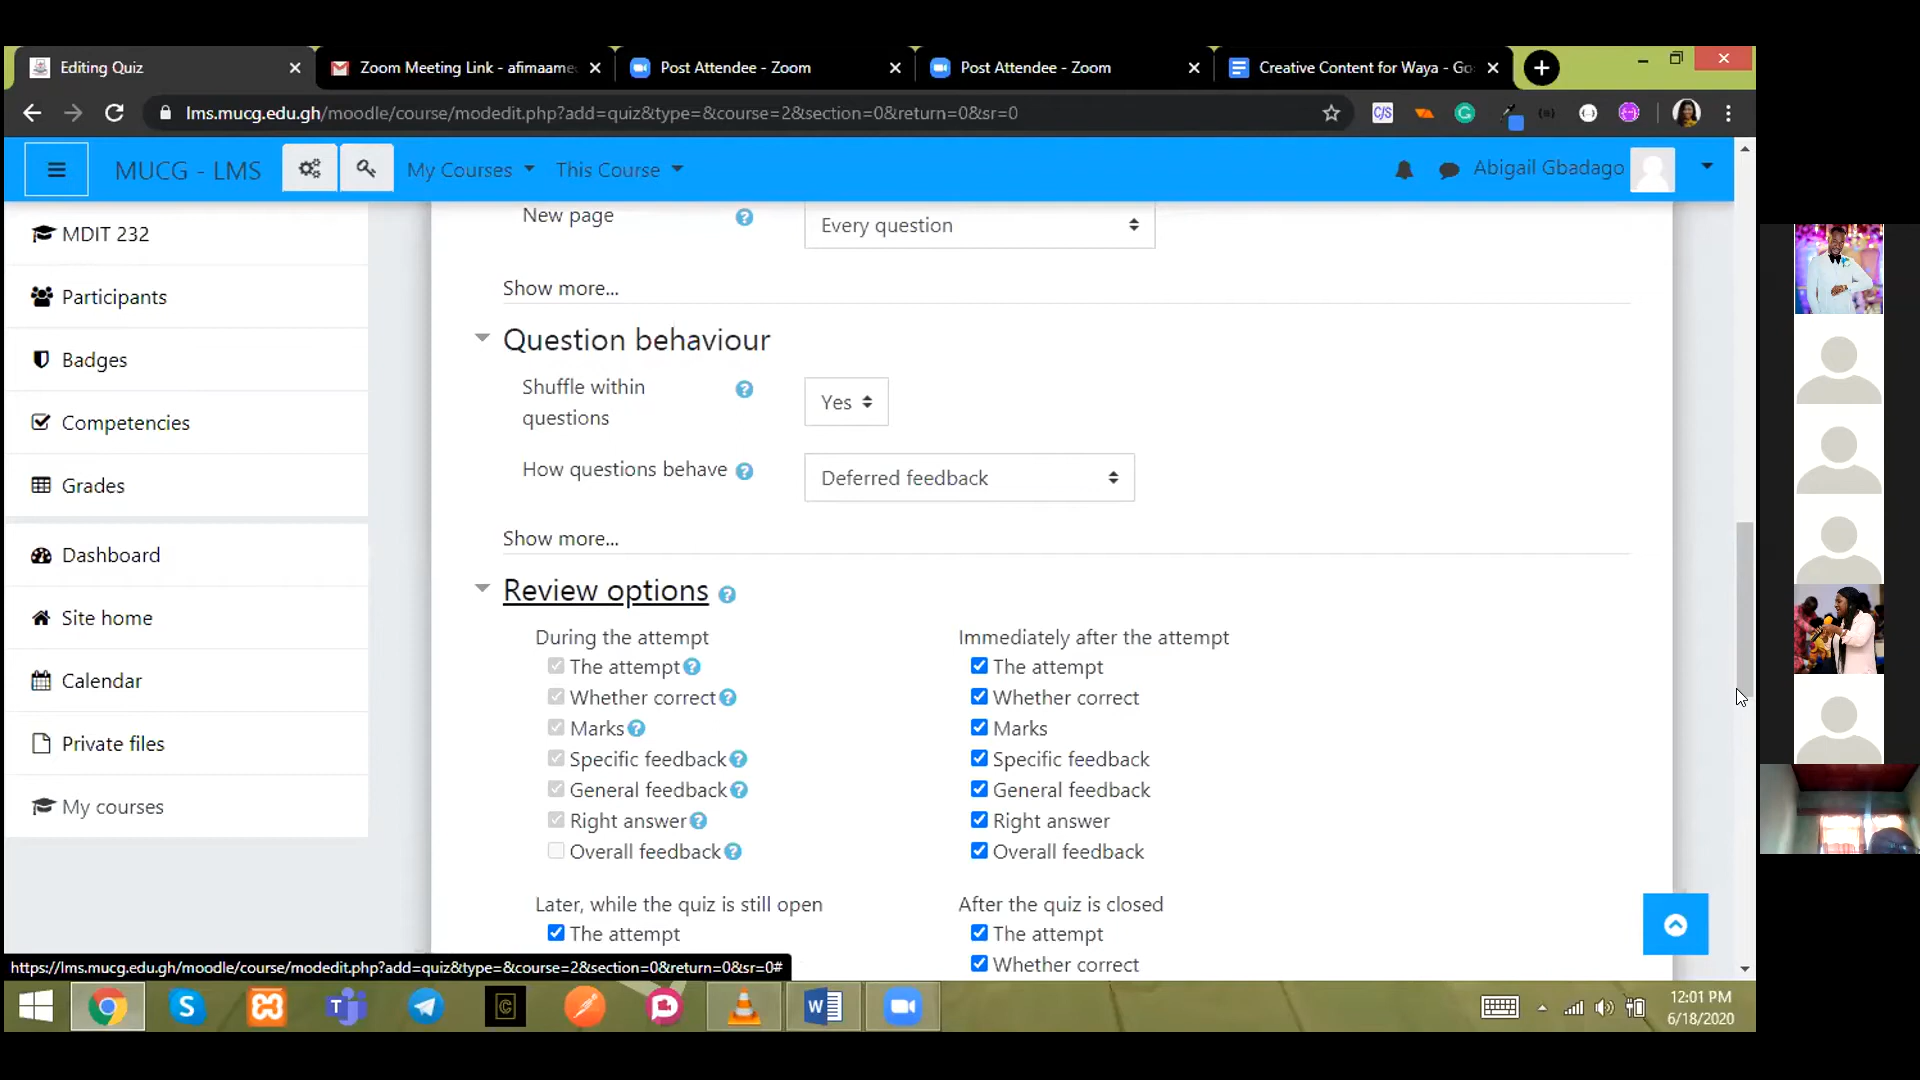 Editing Quiz
Zoom Meeting Link - afimaame
Post Attendee - Zoom
Post Attendee - Zoom
Creative Content for Waya - Go
lms.mucg.edu.gh/moodle/course/modedit.php?add=quiz&type=&course=2&section=0&return=0&sr=0
MUCG - LMS
My Courses
This Course
Abigail Gbadago
MDIT 232
Participants
Badges
Competencies
Grades
Dashboard
Site home
Calendar
Private files
My courses
New page
Every question
Show more...
Question behaviour
Shuffle within
questions
Yes
How questions behave
Deferred feedback
Show more...
Review options
During the attempt
The attempt
Whether correct
Marks
Specific feedback
General feedback
Right answer
Overall feedback
Immediately after the attempt
The attempt
Whether correct
Marks
Specific feedback
General feedback
Right answer
Overall feedback
Later, while the quiz is still open
The attempt
After the quiz is closed
The attempt
Whether correct
https://lms.mucg.edu.gh/moodle/course/modedit.php?add=quiz&type=&course=2&section=0&return=0&sr=0#
12:01 PM
6/18/2020